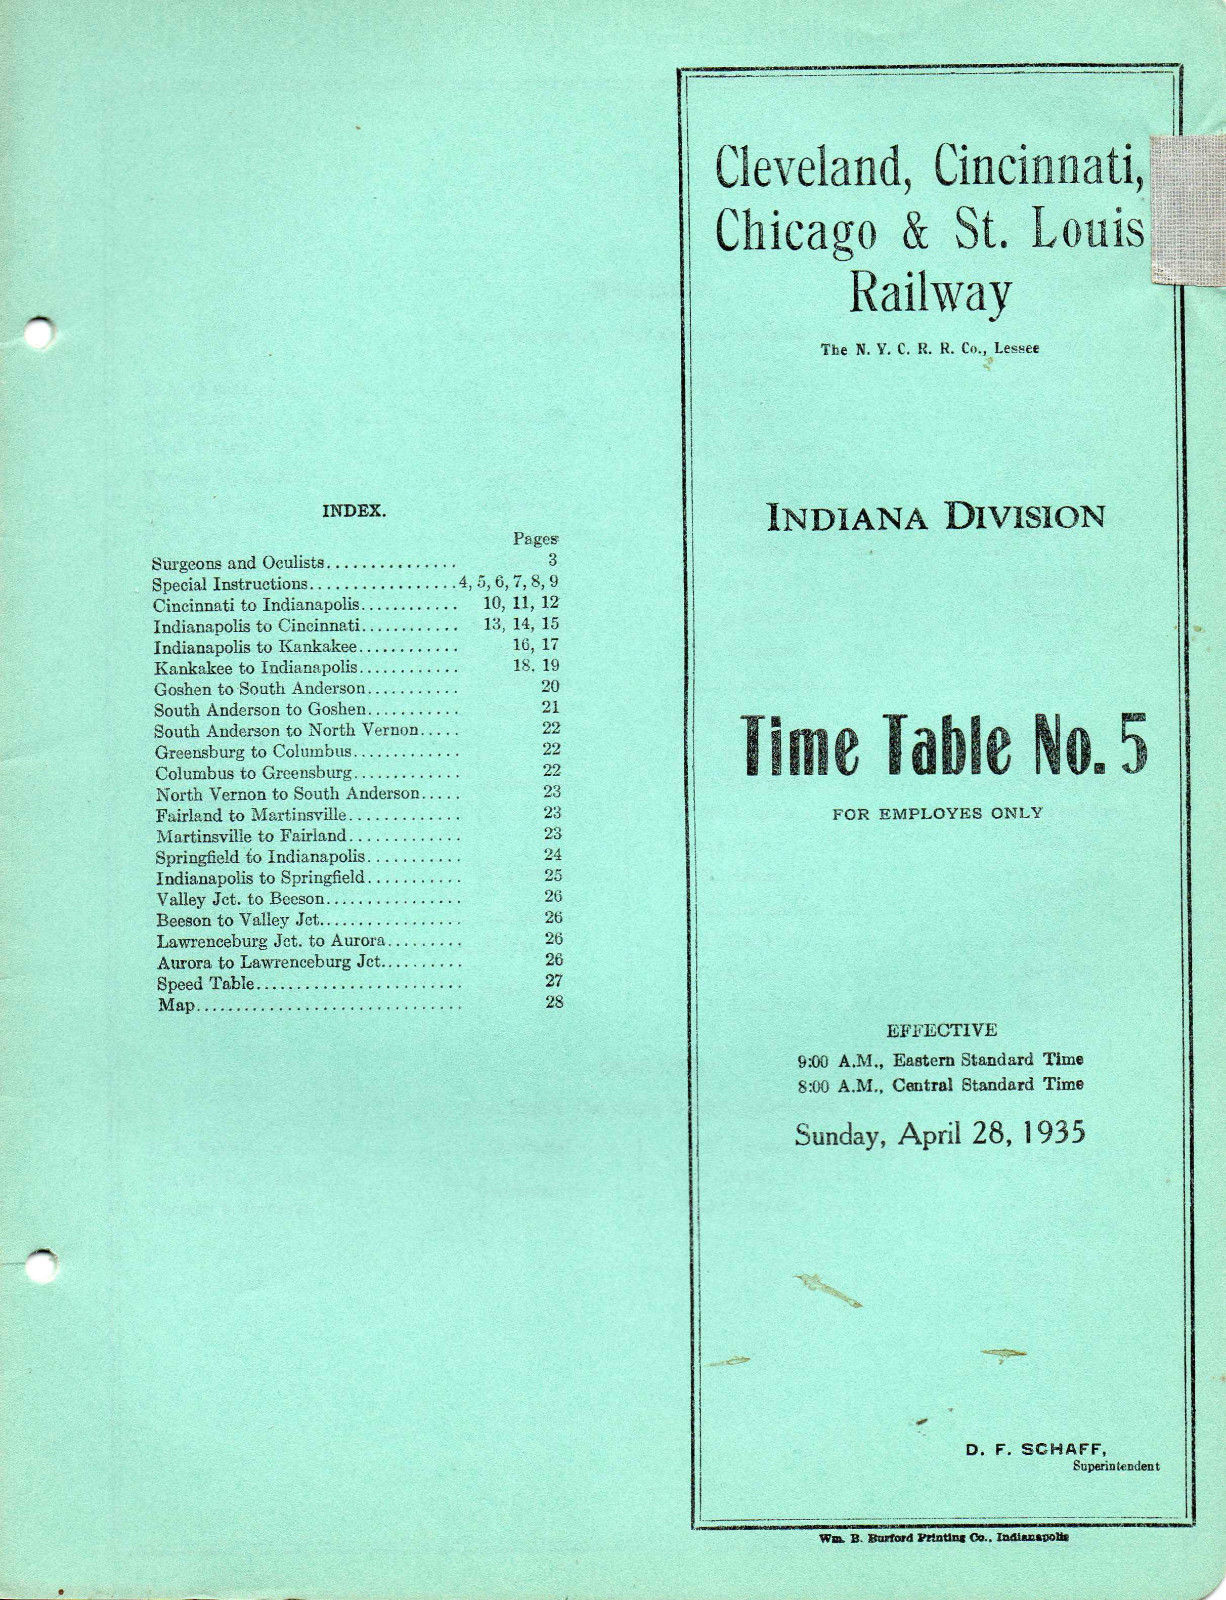 INDEX.
Pages
Surgeons and Oculists............... 3
Special Instructions.................4, 5, 6, 7, 8, 9
Cincinnati to Indianapolis............ 10, 11, 12
Indianapolis to Cincinnati............ 13, 14, 15
Indianapolis to Kankakee............ 16, 17
Kankakee to Indianapolis............ 18, 19
Goshen to South Anderson........... 20
South Anderson to Goshen........... 21
South Anderson to North Vernon..... 22
Greensburg to Columbus............. 22
Columbus to Greensburg............. 22
North Vernon to South Anderson..... 23
Fairland to Martinsville............. 23
Martinsville to Fairland............. 23
Springfield to Indianapolis........... 24
Indianapolis to Springfield........... 25
Valley Jct. to Beeson................ 26
Beeson to Valley Jct................. 26
Lawrenceburg Jct. to Aurora......... 26
Aurora to Lawrenceburg Jct.......... 26
Speed Table......................... 27
Map................................ 28
Cleveland, Cincinnati,
Chicago & St. Louis
Railway
The N. Y. C. R. R. Co., Lessee
INDIANA DIVISION
Time Table No. 5
FOR EMPLOYES ONLY
EFFECTIVE
9:00 A.M., Eastern Standard Time
8:00 A.M., Central Standard Time
Sunday, April 28, 1935
D. F. SCHAFF,
Superintendent
Wm. B. Burford Printing Co., Indianapolis